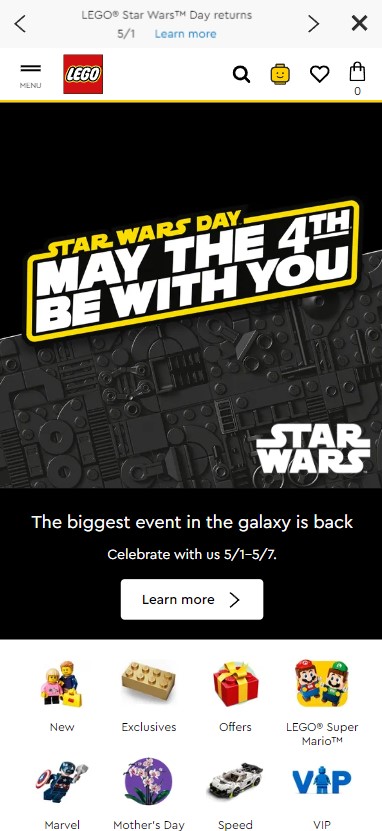 LEGO® Star Wars™ Day returns
5/1 Learn more
MENU
LEGO
0
STAR WARS DAY
MAY THE 4TH
BE WITH YOU
STAR
WARS
The biggest event in the galaxy is back
Celebrate with us 5/1-5/7.
Learn more
New
Exclusives
Offers
LEGO® Super
Mario™
Marvel
Mother's Day
Speed
VIP
VIP